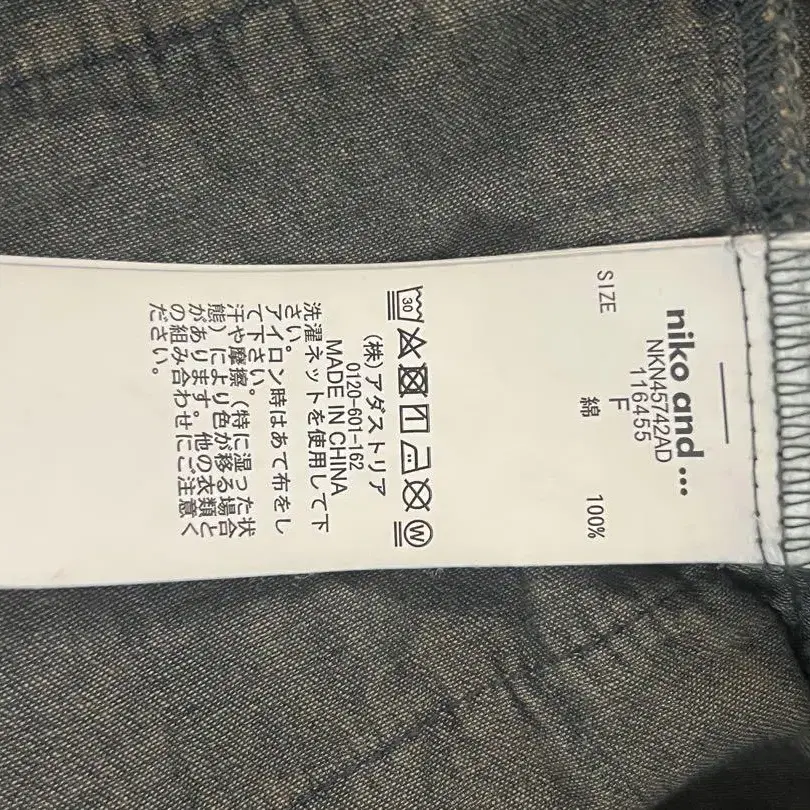 niko and ...
NKN45742AD
116455
SIZE F
綿 100%
30 W
(株)アダストリア
0120-601-162
MADE IN CHINA
洗濯ネットを使用して下
さい。
アイロン時はあて布をし
て下さい。
汗や摩擦(特に湿った状
態)により色が移る場合
があります。他の衣類と
の組み合わせにご注意く
ださい。